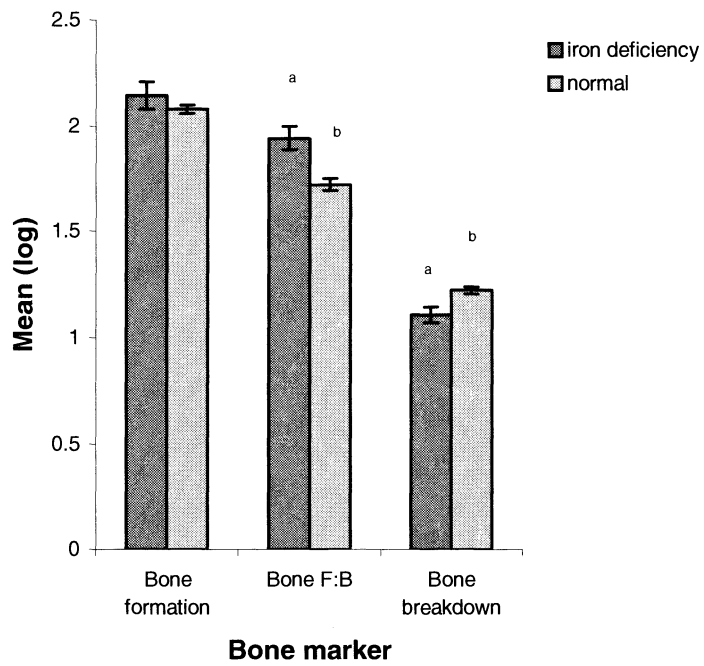 2.5
iron deficiency
normal
a
2
b
1.5
b
a
1
0.5
0
Mean (log)
Bone formation
Bone F:B
Bone breakdown
Bone marker